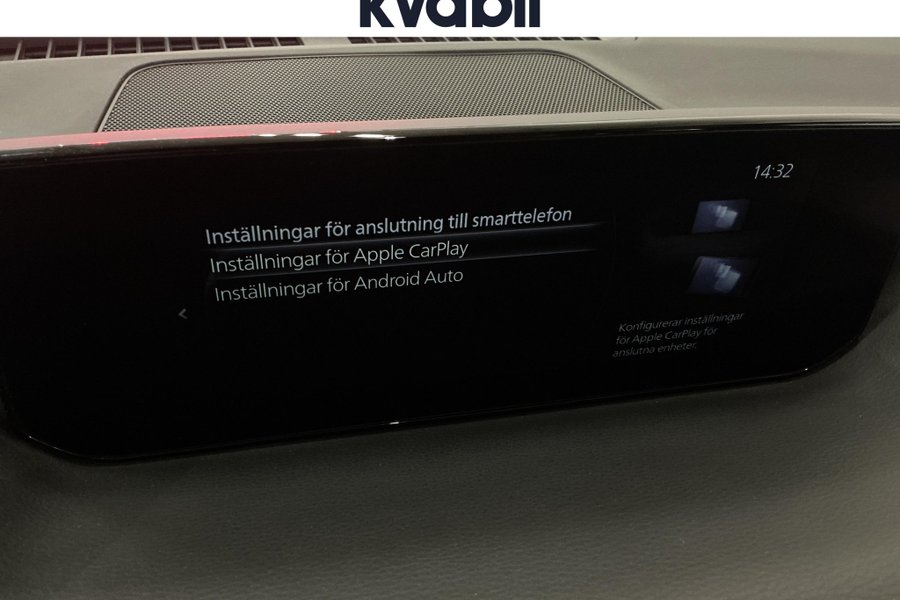 kvdbil
14:32
Inställningar för anslutning till smarttelefon
Inställningar för Apple CarPlay
Inställningar för Android Auto
Konfigurerar inställningar
för Apple CarPlay för
anslutna enheter.